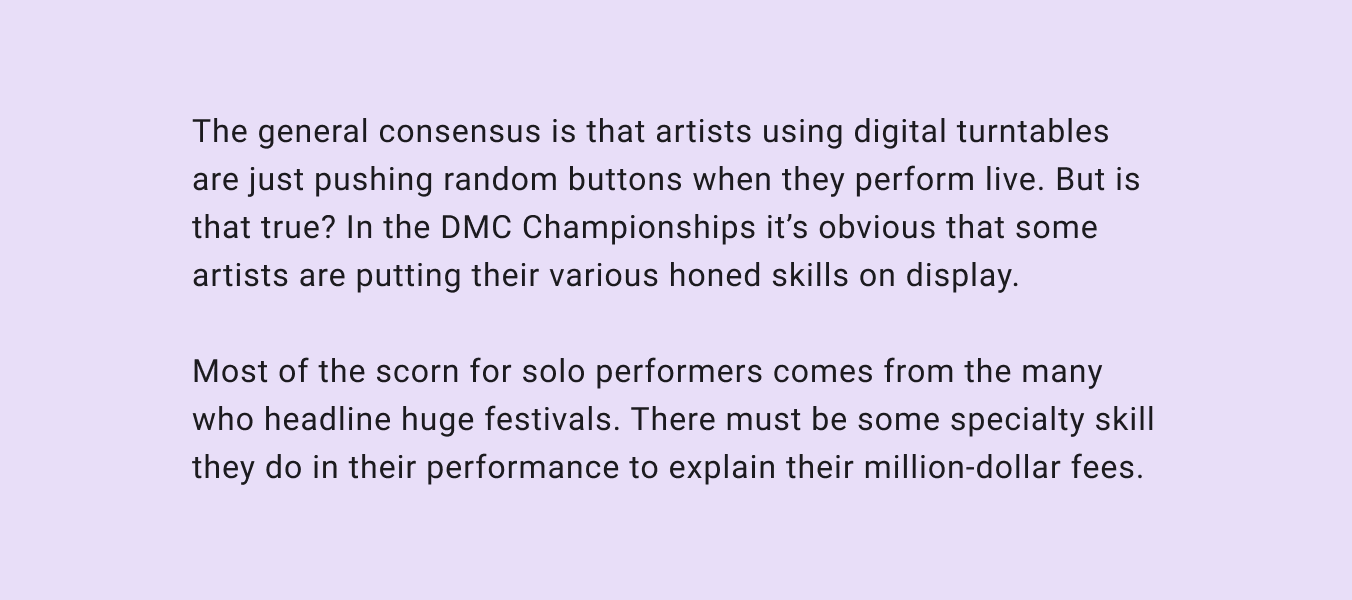 The general consensus is that artists using digital turntables
are just pushing random buttons when they perform live. But is
that true? In the DMC Championships it’s obvious that some
artists are putting their various honed skills on display.
Most of the scorn for solo performers comes from the many
who headline huge festivals. There must be some specialty skill
they do in their performance to explain their million-dollar fees.